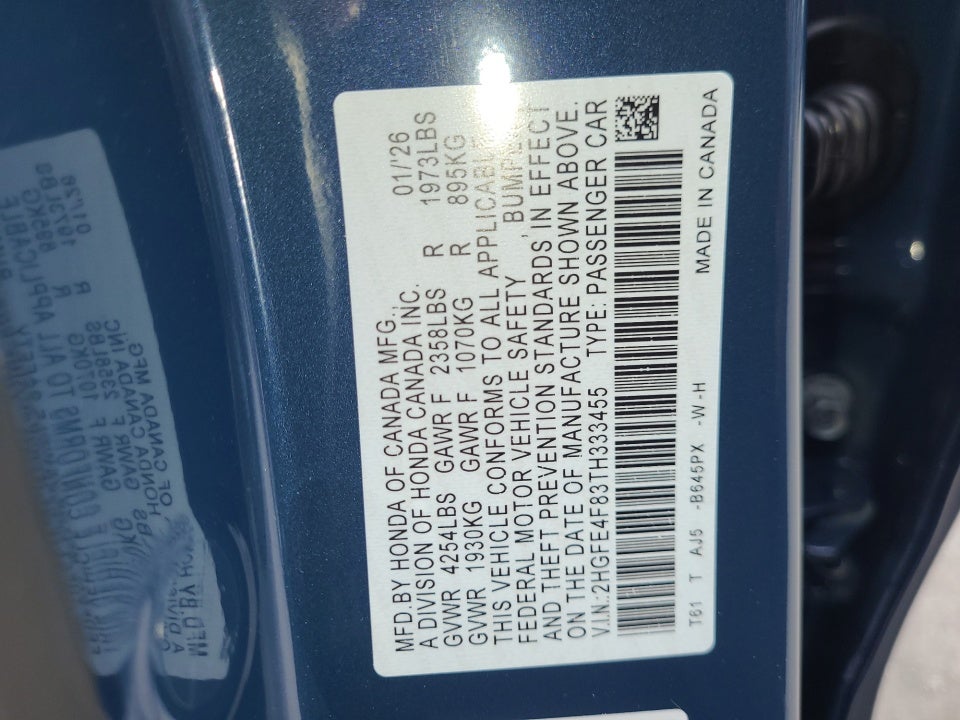 MFD.BY HONDA OF CANADA MFG., 01/'26
A DIVISION OF HONDA CANADA INC.
GVWR 4254LBS GAWR F 2358LBS R 1973LBS
GVWR 1930KG GAWR F 1070KG R 895KG
THIS VEHICLE CONFORMS TO ALL APPLICABLE
FEDERAL MOTOR VEHICLE SAFETY, BUMPER
AND THEFT PREVENTION STANDARDS IN EFFECT
ON THE DATE OF MANUFACTURE SHOWN ABOVE.
V.I.N.:2HGFE4F83TH333455 TYPE: PASSENGER CAR
T61 T AJ5 -B645PX -W-H
MADE IN CANADA